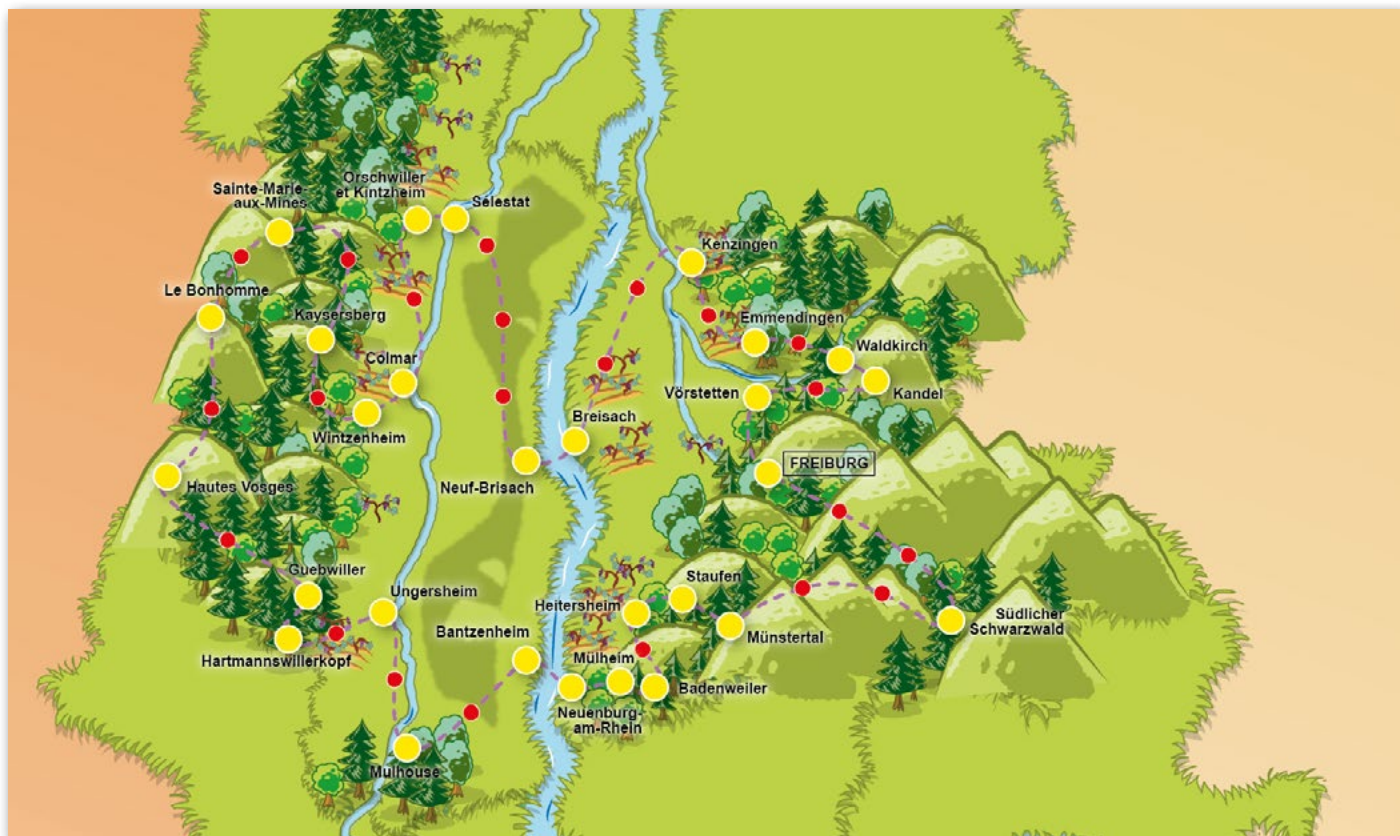 Orschwiller
et Kintzheim
Sainte-Marie-
aux-Mines
Sélestat
Kenzingen
Le Bonhomme
Kaysersberg
Emmendingen
Colmar
Waldkirch
Vörstetten
Kandel
Breisach
Wintzenheim
FREIBURG
Hautes Vosges
Neuf-Brisach
Guebwiller
Ungersheim
Staufen
Heitersheim
Südlicher
Schwarzwald
Bantzenheim
Münstertal
Hartmannswillerkopf
Mülheim
Badenweiler
Neuenburg-
am-Rhein
Mulhouse